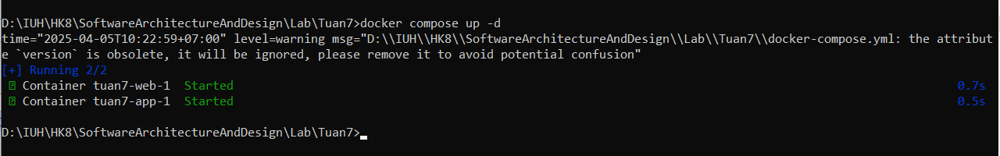 D:\IUH\HK8\SoftwareArchitectureAndDesign\Lab\Tuan7>docker compose up -d
time="2025-04-05T10:22:59+07:00" level=warning msg="D:\\IUH\\HK8\\SoftwareArchitectureAndDesign\\Lab\\Tuan7\\docker-compose.yml: the attribut
e `version` is obsolete, it will be ignored, please remove it to avoid potential confusion"
[+] Running 2/2
Container tuan7-web-1  Started 0.7s
Container tuan7-app-1  Started 0.5s
D:\IUH\HK8\SoftwareArchitectureAndDesign\Lab\Tuan7>